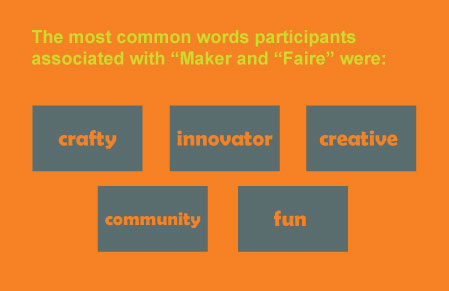 The most common words participants
associated with “Maker and “Faire” were:
crafty innovator creative
community fun